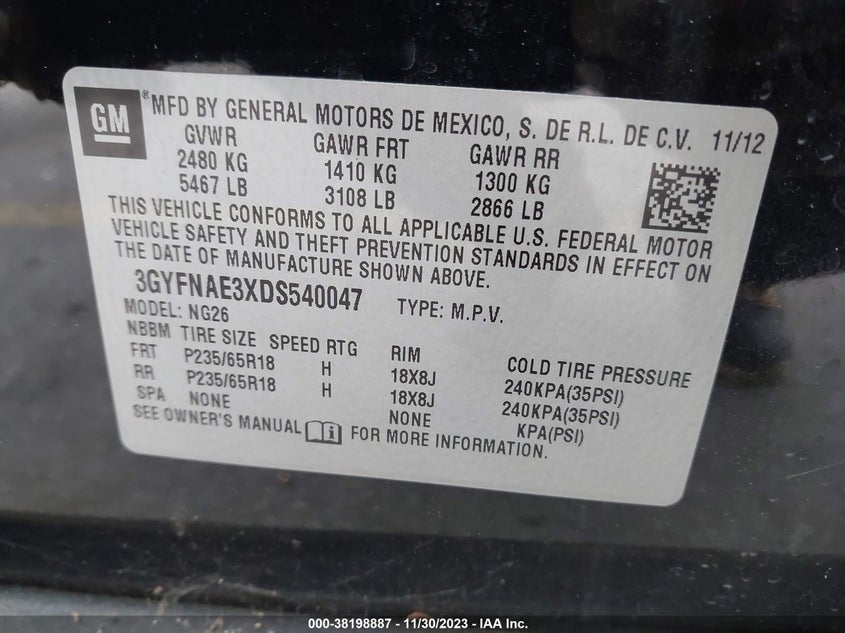 GM ® MFD BY GENERAL MOTORS DE MEXICO, S. DE R.L. DE C.V. 11/12
GVWR GAWR FRT GAWR RR
2480 KG 1410 KG 1300 KG
5467 LB 3108 LB 2866 LB
THIS VEHICLE CONFORMS TO ALL APPLICABLE U.S. FEDERAL MOTOR
VEHICLE SAFETY AND THEFT PREVENTION STANDARDS IN EFFECT ON
THE DATE OF MANUFACTURE SHOWN ABOVE.
3GYFNAE3XDS540047 TYPE: M.P.V.
MODEL: NG26
NBBM TIRE SIZE SPEED RTG RIM COLD TIRE PRESSURE
FRT P235/65R18 H 18X8J 240KPA(35PSI)
RR P235/65R18 H 18X8J 240KPA(35PSI)
SPA NONE NONE KPA(PSI)
SEE OWNER'S MANUAL i FOR MORE INFORMATION.
000-38198887 - 11/30/2023 - IAA Inc.